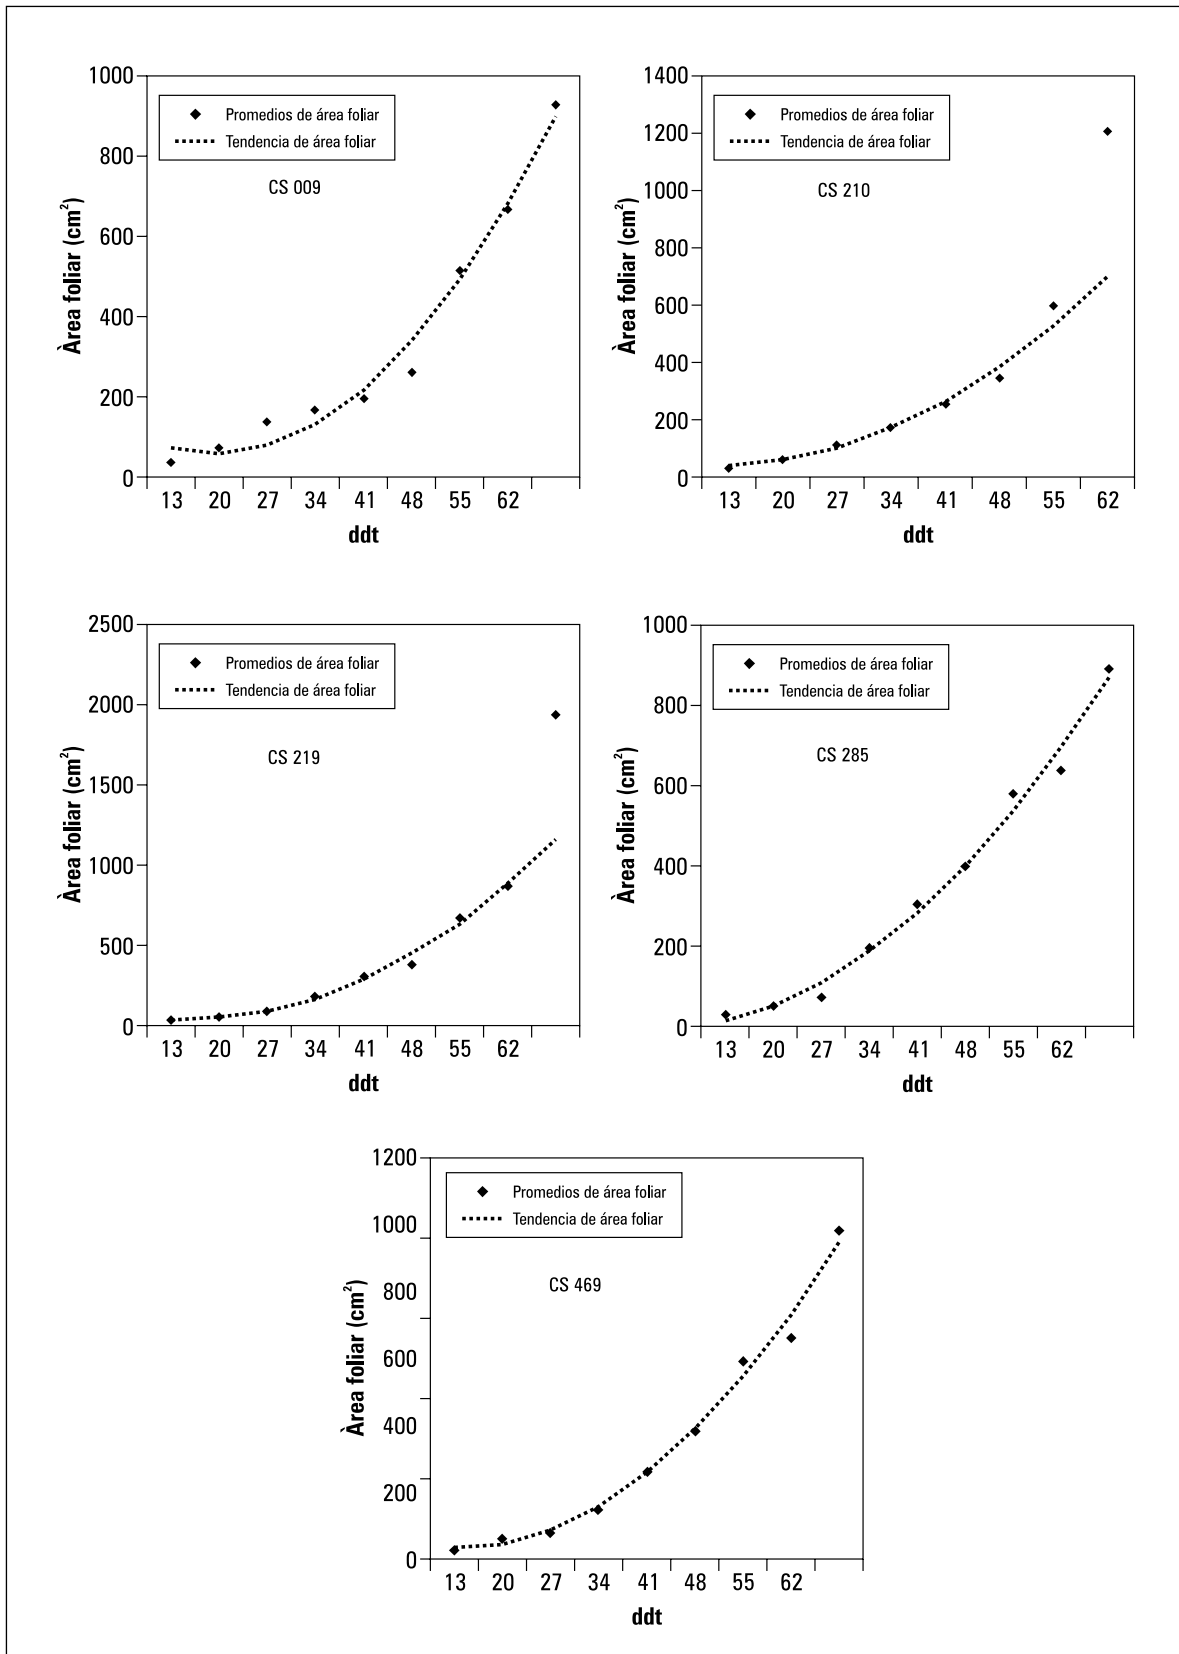 1000
800
600
400
200
0
Àrea foliar (cm²)
Promedios de área foliar
Tendencia de área foliar
CS 009
13 20 27 34 41 48 55 62
ddt
1400
1200
1000
800
600
400
200
0
Àrea foliar (cm²)
Promedios de área foliar
Tendencia de área foliar
CS 210
13 20 27 34 41 48 55 62
ddt
2500
2000
1500
1000
500
0
Àrea foliar (cm²)
Promedios de área foliar
Tendencia de área foliar
CS 219
13 20 27 34 41 48 55 62
ddt
1000
800
600
400
200
0
Àrea foliar (cm²)
Promedios de área foliar
Tendencia de área foliar
CS 285
13 20 27 34 41 48 55 62
ddt
1200
1000
800
600
400
200
0
Àrea foliar (cm²)
Promedios de área foliar
Tendencia de área foliar
CS 469
13 20 27 34 41 48 55 62
ddt